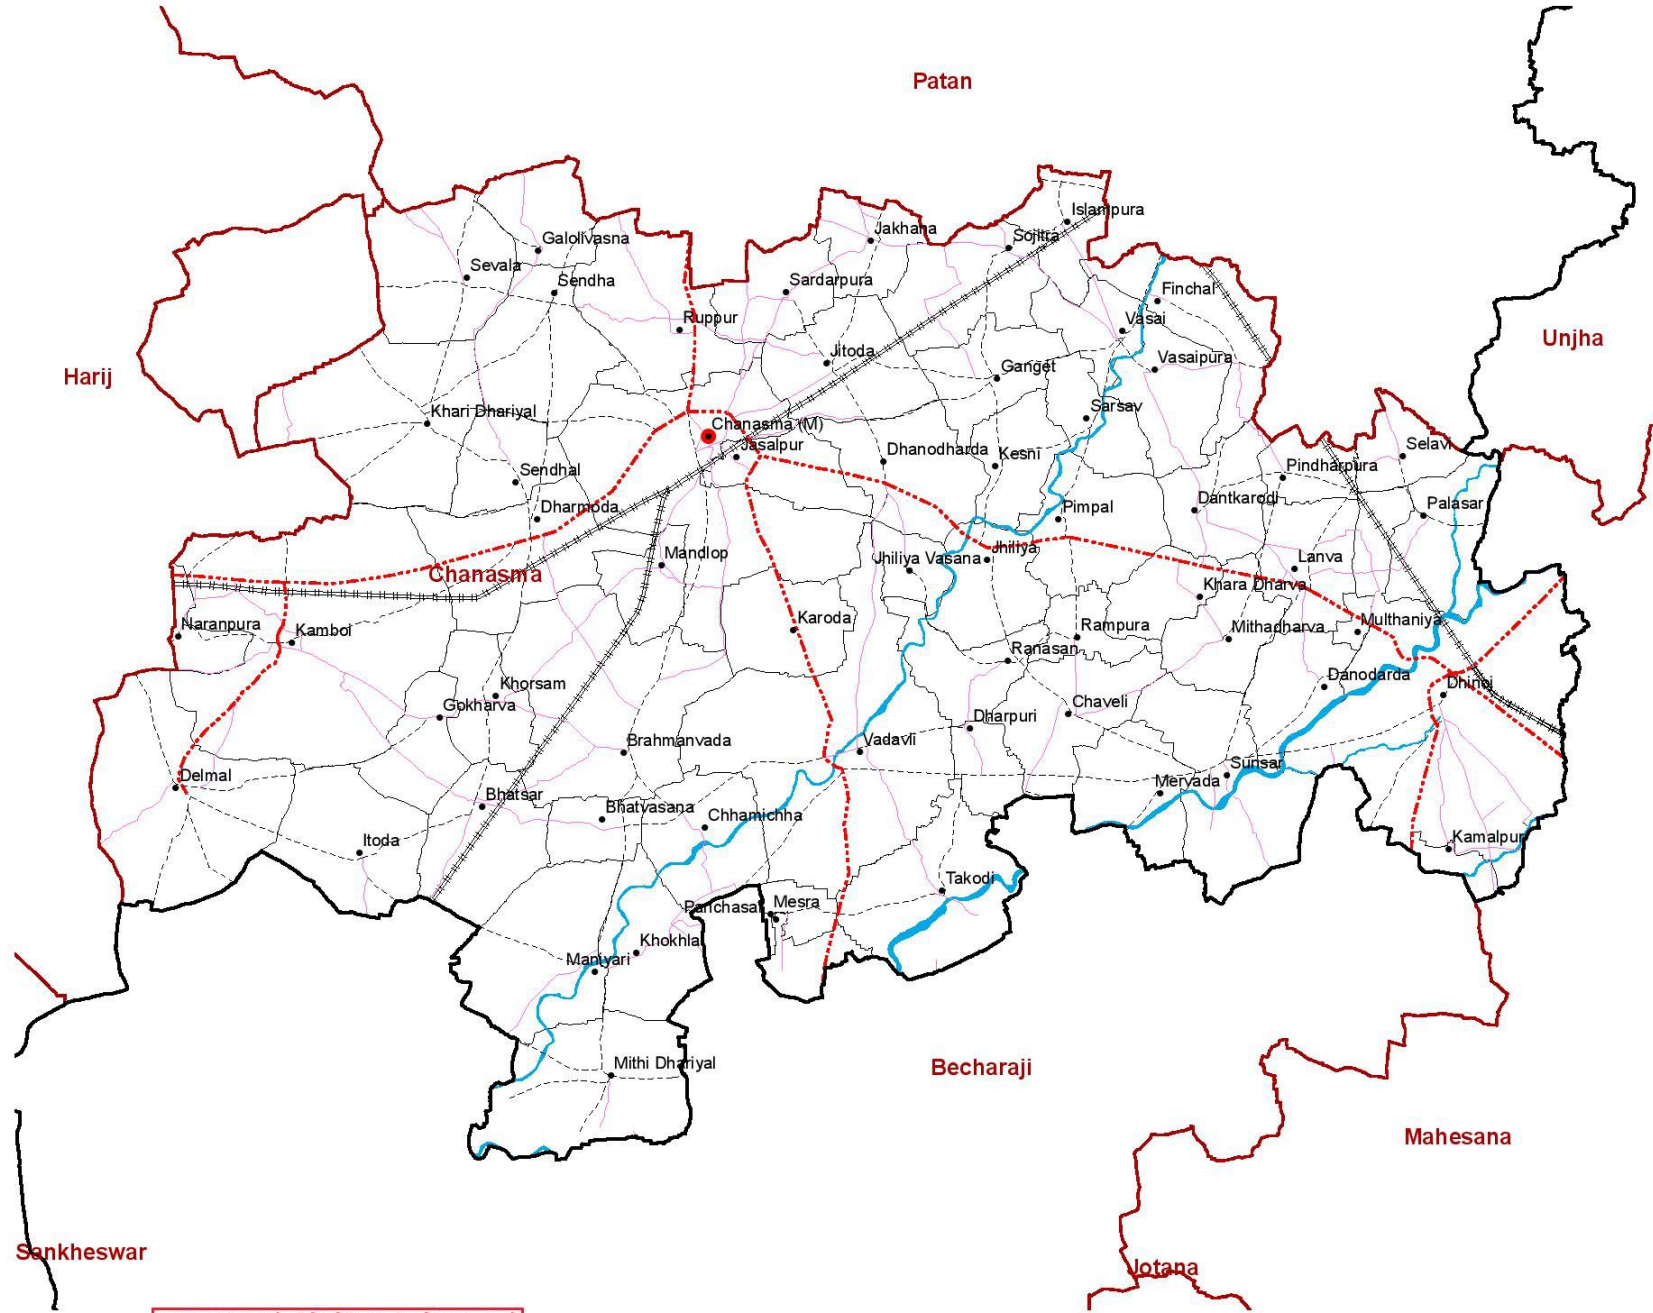 Patan
Islampura
Jakhana
Sojitra
Galolivasna
Sevala
Sendha
Sardarpura
Finchal
Ruppur
Vasai
Unjha
Jitoda
Vasaipura
Ganget
Harij
Khari Dhariyal
Sarsav
Chanasma (M)
Jasalpur
Selavi
Dhanodharda
Kesni
Pindharpura
Sendhal
Dantkarodi
Palasar
Dharmoda
Pimpal
Mandlop
Jhiliya Vasana
Jhiliya
Lanva
Chanasma
Khara Dharva
Naranpura
Kamboi
Karoda
Rampura
Mithadharva
Multhaniya
Ranasan
Danodarda
Dhinoj
Khorsam
Gokharva
Chaveli
Dharpuri
Brahmanvada
Vadavli
Sunsar
Delmal
Mervada
Bhatsar
Bhatvasana
Chhamichha
Itoda
Kamalpur
Takodi
Panchasar
Mesra
Khokhla
Maniyari
Mithi Dhariyal
Becharaji
Mahesana
Sankheswar
Jotana